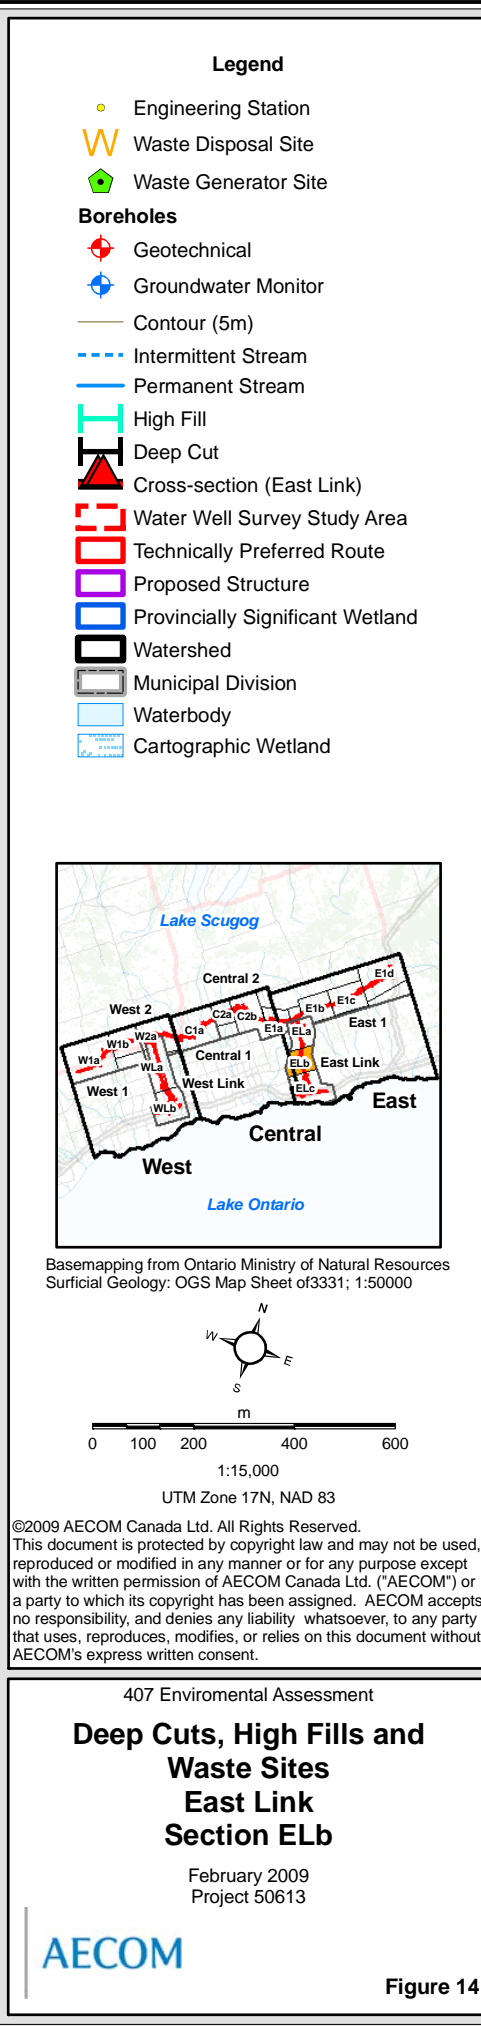 Legend
Engineering Station
W Waste Disposal Site
Waste Generator Site
Boreholes
Geotechnical
Groundwater Monitor
Contour (5m)
Intermittent Stream
Permanent Stream
High Fill
Deep Cut
Cross-section (East Link)
Water Well Survey Study Area
Technically Preferred Route
Proposed Structure
Provincially Significant Wetland
Watershed
Municipal Division
Waterbody
Cartographic Wetland
Lake Scugog
Central 2
E1d
West 2
C2a
C2b
E1b
E1c
W2a
C1a
E1a
ELa
East 1
W1b
W1a
Central 1
WLa
ELb
East Link
West 1
West Link
ELc
WLb
East
Central
West
Lake Ontario
Basemapping from Ontario Ministry of Natural Resources
Surficial Geology: OGS Map Sheet of3331; 1:50000
N
W
E
S
m
0 100 200 400 600
1:15,000
UTM Zone 17N, NAD 83
©2009 AECOM Canada Ltd. All Rights Reserved.
This document is protected by copyright law and may not be used,
reproduced or modified in any manner or for any purpose except
with the written permission of AECOM Canada Ltd. ("AECOM") or
a party to which its copyright has been assigned. AECOM accepts
no responsibility, and denies any liability whatsoever, to any party
that uses, reproduces, modifies, or relies on this document without
AECOM's express written consent.
407 Enviromental Assessment
Deep Cuts, High Fills and
Waste Sites
East Link
Section ELb
February 2009
Project 50613
AECOM
Figure 14